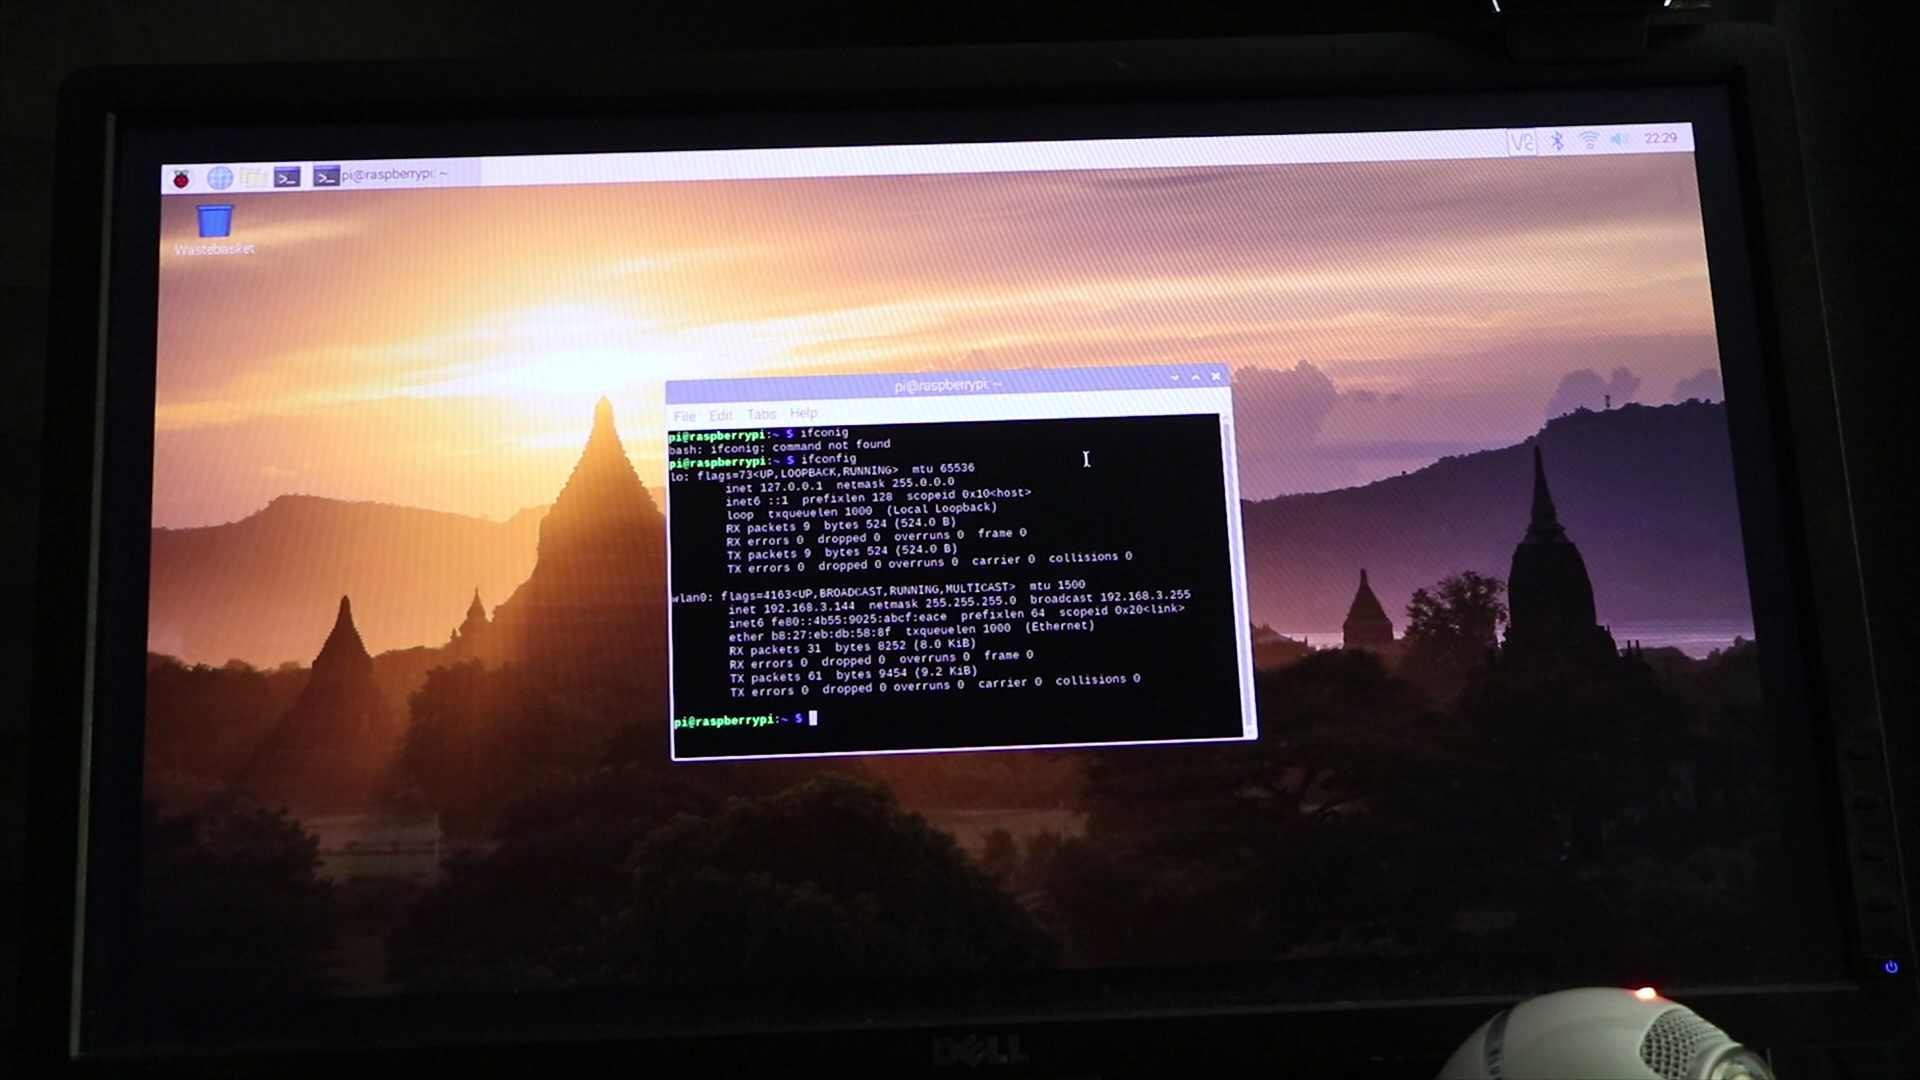 pi@raspberrypi: ~
V2
22:29
Wastebasket
pi@raspberrypi: ~
File Edit Tabs Help
pi@raspberrypi:~ $ ifconig
bash: ifconig: command not found
pi@raspberrypi:~ $ ifconfig
lo: flags=73<UP,LOOPBACK,RUNNING> mtu 65536
inet 127.0.0.1 netmask 255.0.0.0
inet6 ::1 prefixlen 128 scopeid 0x10<host>
loop txqueuelen 1000 (Local Loopback)
RX packets 9 bytes 524 (524.0 B)
RX errors 0 dropped 0 overruns 0 frame 0
TX packets 9 bytes 524 (524.0 B)
TX errors 0 dropped 0 overruns 0 carrier 0 collisions 0
wlan0: flags=4163<UP,BROADCAST,RUNNING,MULTICAST> mtu 1500
inet 192.168.3.144 netmask 255.255.255.0 broadcast 192.168.3.255
inet6 fe80::4b55:9025:abcf:eace prefixlen 64 scopeid 0x20<link>
ether b8:27:eb:db:58:8f txqueuelen 1000 (Ethernet)
RX packets 31 bytes 8252 (8.0 KiB)
RX errors 0 dropped 0 overruns 0 frame 0
TX packets 61 bytes 9454 (9.2 KiB)
TX errors 0 dropped 0 overruns 0 carrier 0 collisions 0
pi@raspberrypi:~ $
DELL